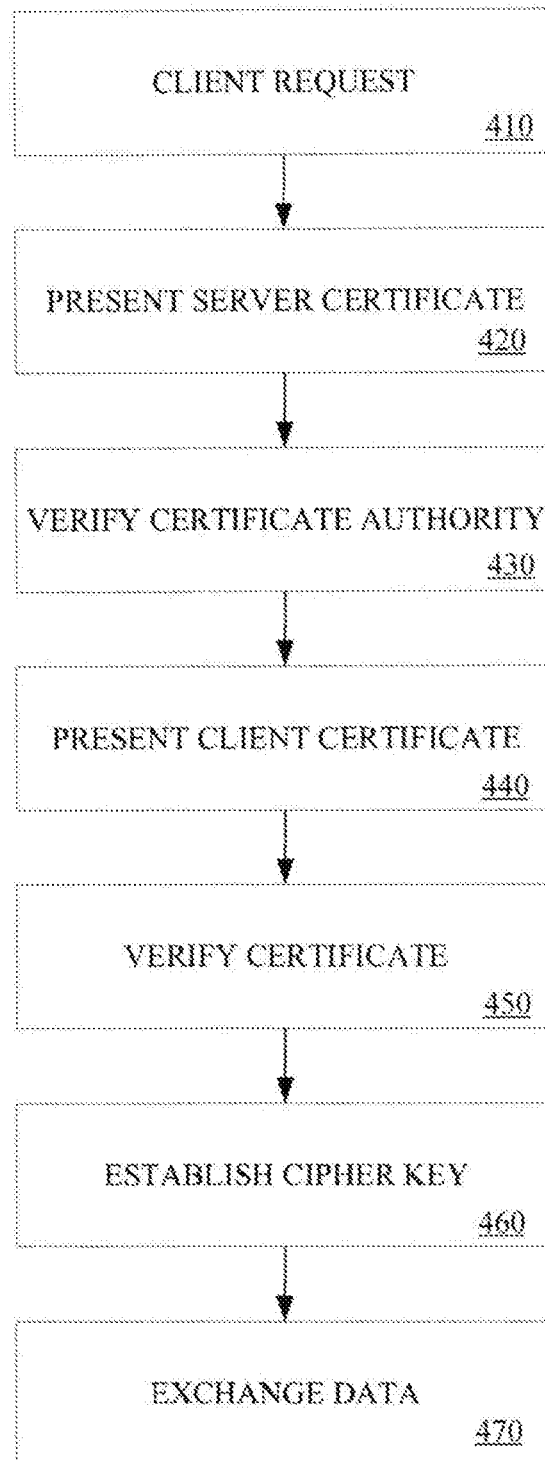 CLIENT REQUEST
410
PRESENT SERVER CERTIFICATE
420
VERIFY CERTIFICATE AUTHORITY
430
PRESENT CLIENT CERTIFICATE
440
VERIFY CERTIFICATE
450
ESTABLISH CIPHER KEY
460
EXCHANGE DATA
470